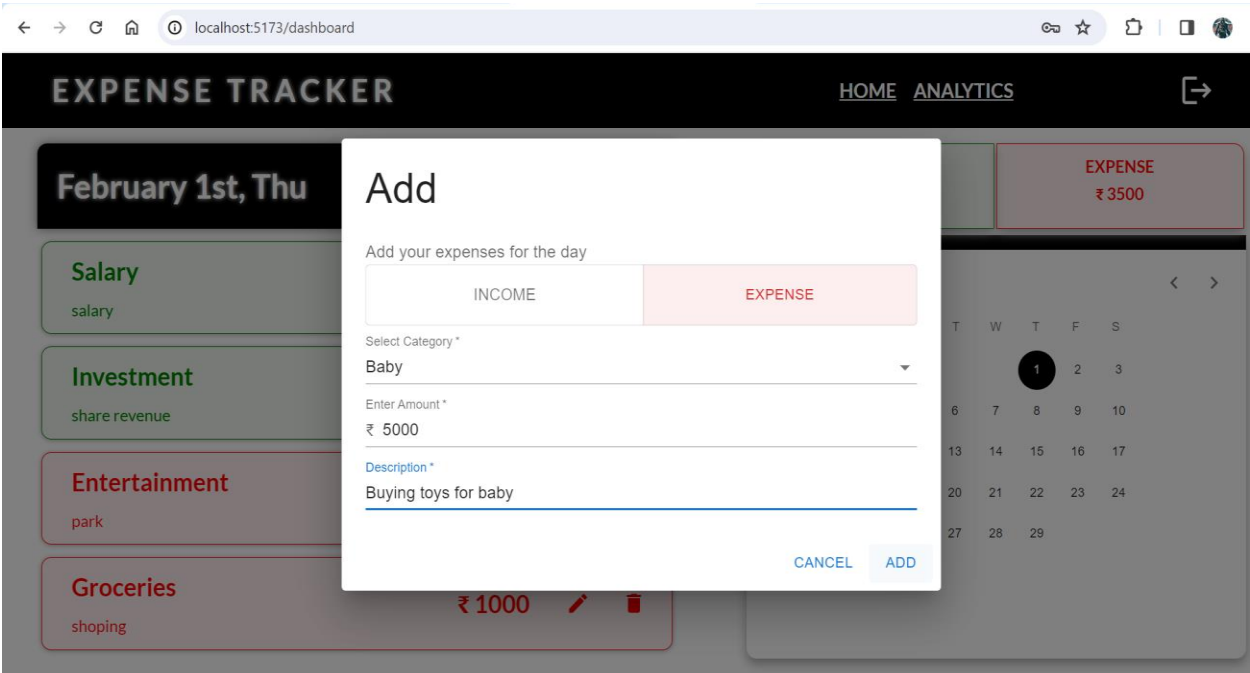 localhost:5173/dashboard
EXPENSE TRACKER
HOME ANALYTICS
February 1st, Thu
EXPENSE
₹ 3500
Salary
salary
Investment
share revenue
Entertainment
park
Groceries
shoping
₹ 1000
Add
Add your expenses for the day
INCOME EXPENSE
Select Category *
Baby
Enter Amount *
₹ 5000
Description *
Buying toys for baby
CANCEL ADD
T W T F S
1 2 3
6 7 8 9 10
13 14 15 16 17
20 21 22 23 24
27 28 29